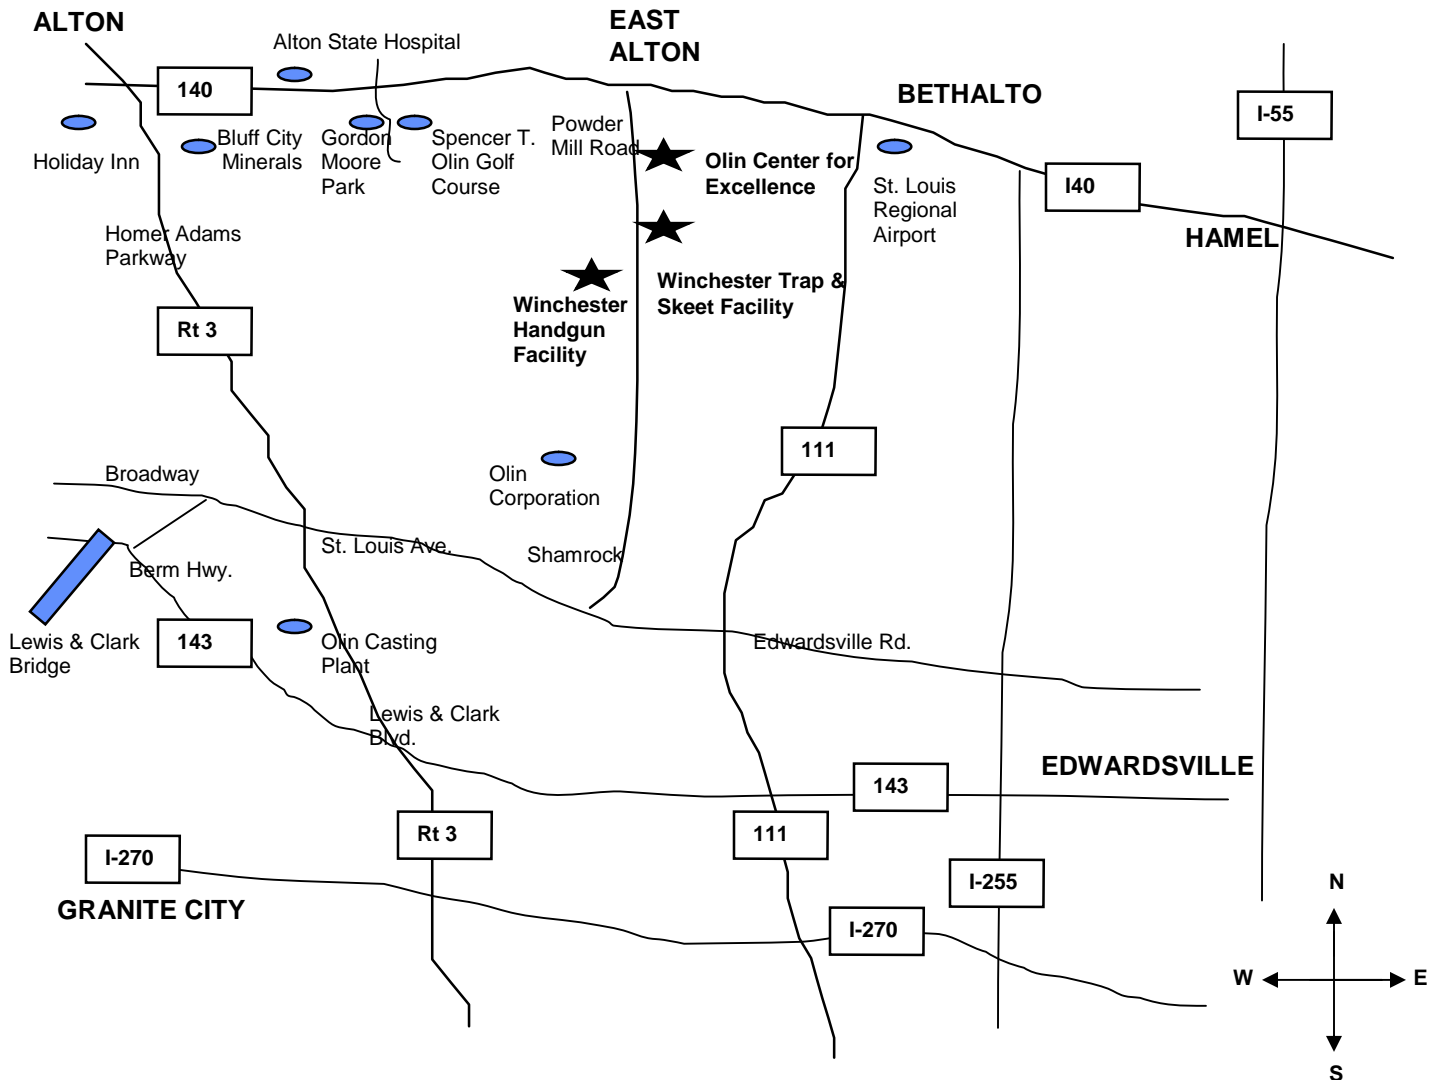 ALTON
EAST
ALTON
Alton State Hospital
140
BETHALTO
I-55
Holiday Inn
Bluff City
Minerals
Gordon
Moore
Park
Spencer T.
Olin Golf
Course
Powder
Mill Road
Olin Center for
Excellence
St. Louis
Regional
Airport
I40
HAMEL
Homer Adams
Parkway
Winchester Trap &
Skeet Facility
Winchester
Handgun
Facility
Rt 3
111
Broadway
Olin
Corporation
St. Louis Ave.
Shamrock
Berm Hwy.
Lewis & Clark
Bridge
143
Olin Casting
Plant
Edwardsville Rd.
Lewis & Clark
Blvd.
EDWARDSVILLE
143
Rt 3
111
I-270
I-255
GRANITE CITY
I-270
N
W
E
S